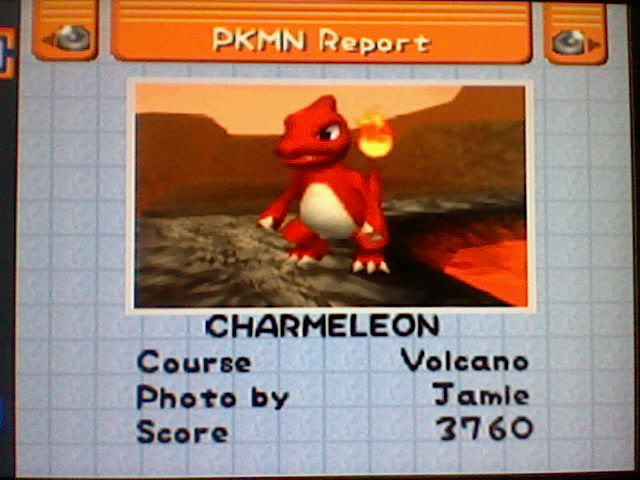 PKMN Report
CHARMELEON
Course Volcano
Photo by Jamie
Score 3760